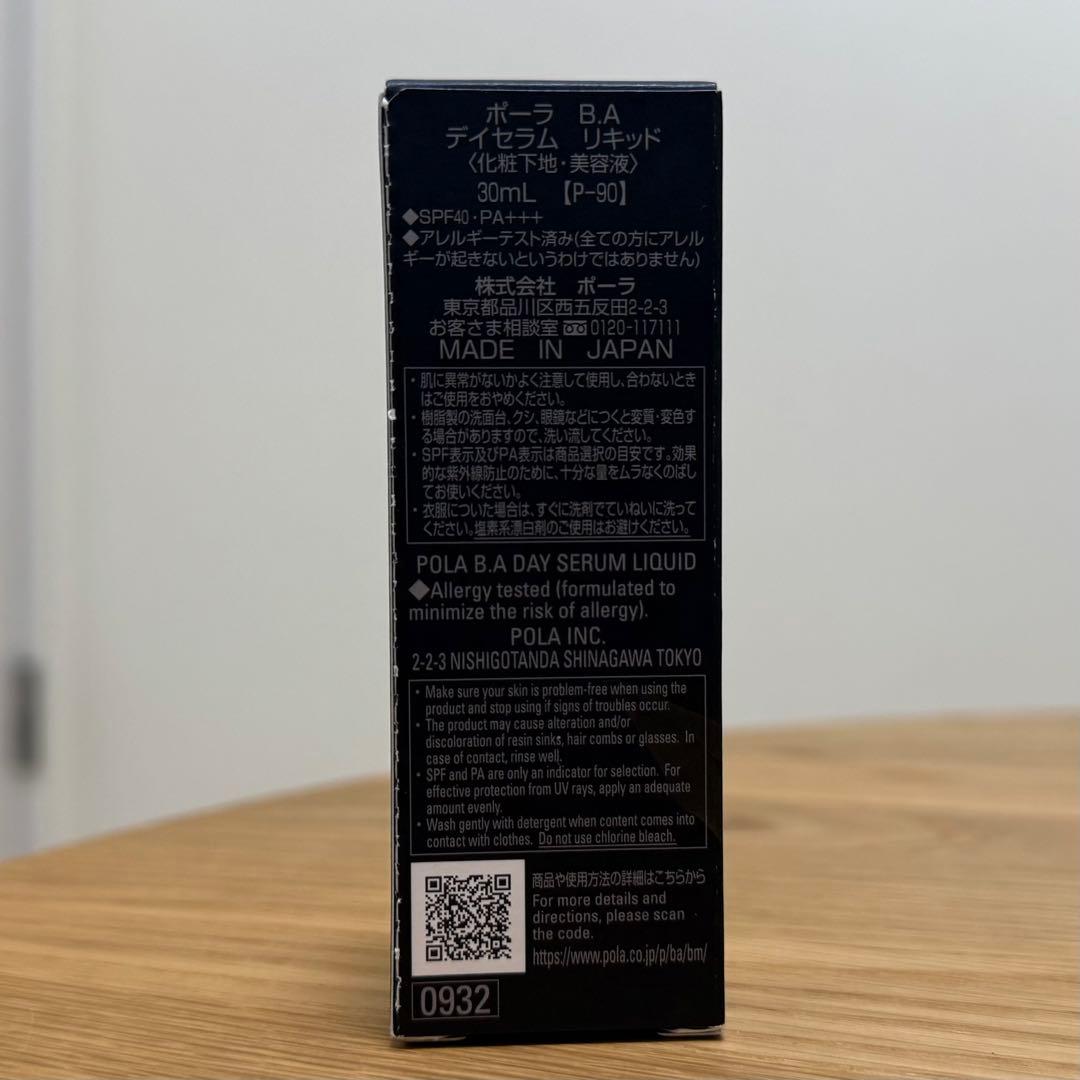 ポーラ B.A
デイセラム リキッド
〈化粧下地・美容液〉
30mL 【P-90】
◆SPF40・PA+++
◆アレルギーテスト済み(全ての方にアレル
ギーが起きないというわけではありません)
株式会社 ポーラ
東京都品川区西五反田2-2-3
お客さま相談室 0120-117111
MADE IN JAPAN
・肌に異常がないかよく注意して使用し、合わないとき
はご使用をおやめください。
・樹脂製の洗面台、クシ、眼鏡などにつくと変質・変色す
る場合がありますので、洗い流してください。
・SPF表示及びPA表示は商品選択の目安です。効果
的な紫外線防止のために、十分な量をムラなくのばし
てお使いください。
・衣服についた場合は、すぐに洗剤でていねいに洗って
ください。塩素系漂白剤のご使用はお避けください。
POLA B.A DAY SERUM LIQUID
◆Allergy tested (formulated to
minimize the risk of allergy).
POLA INC.
2-2-3 NISHIGOTANDA SHINAGAWA TOKYO
・Make sure your skin is problem-free when using the
product and stop using if signs of troubles occur.
・The product may cause alteration and/or
discoloration of resin sinks, hair combs or glasses. In
case of contact, rinse well.
・SPF and PA are only an indicator for selection. For
effective protection from UV rays, apply an adequate
amount evenly.
・Wash gently with detergent when content comes into
contact with clothes. Do not use chlorine bleach.
商品や使用方法の詳細はこちらから
For more details and
directions, please scan
the code.
https://www.pola.co.jp/p/ba/bm/
0932